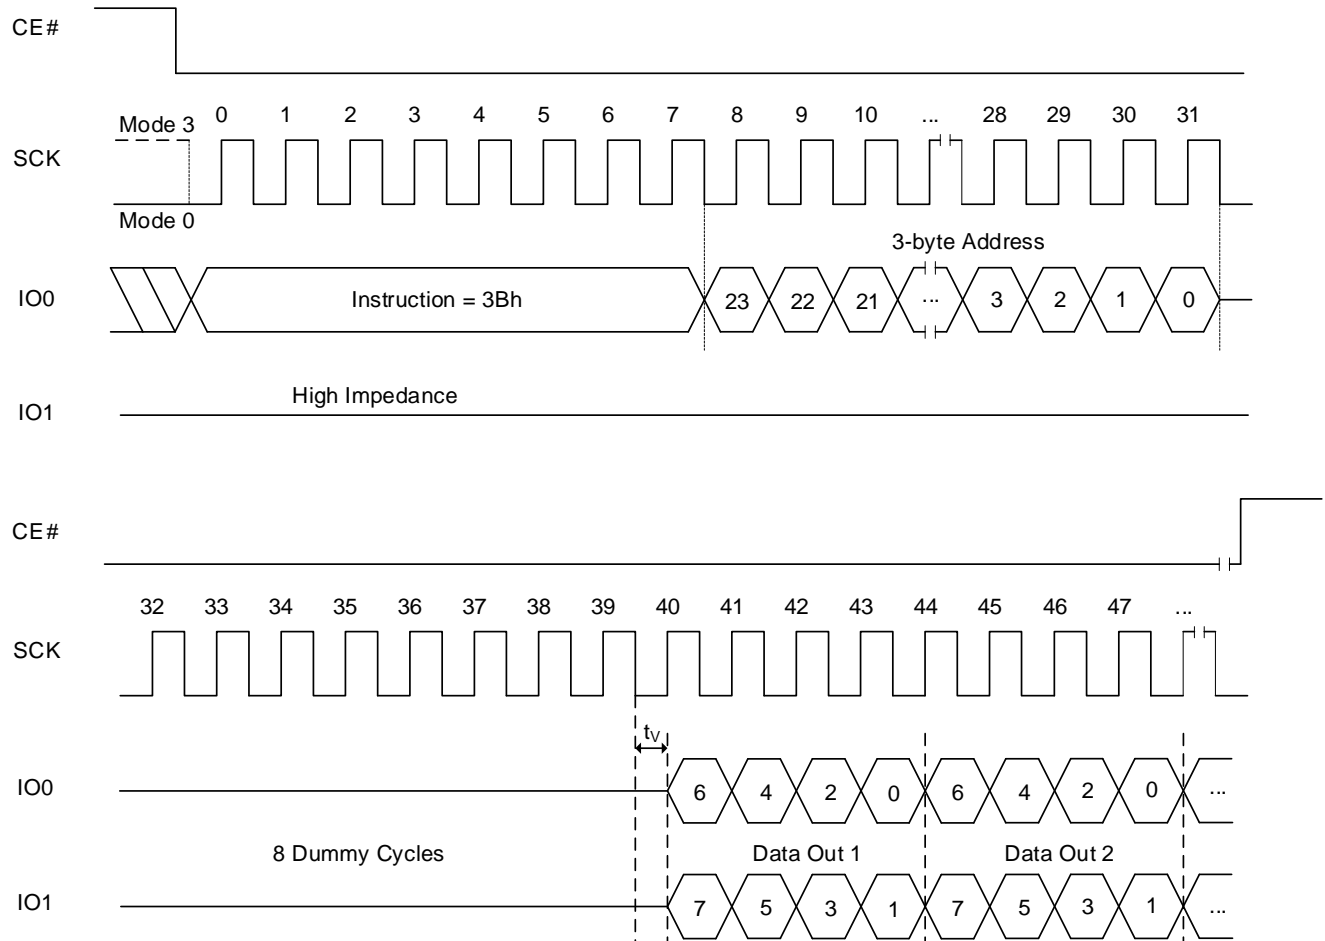 CE#
Mode 3 0 1 2 3 4 5 6 7 8 9 10 ... 28 29 30 31
SCK
Mode 0
3-byte Address
IO0 Instruction = 3Bh 23 22 21 ... 3 2 1 0
High Impedance
IO1
CE#
32 33 34 35 36 37 38 39 40 41 42 43 44 45 46 47 ...
SCK
tV
IO0 6 4 2 0 6 4 2 0 ...
8 Dummy Cycles Data Out 1 Data Out 2
IO1 7 5 3 1 7 5 3 1 ...